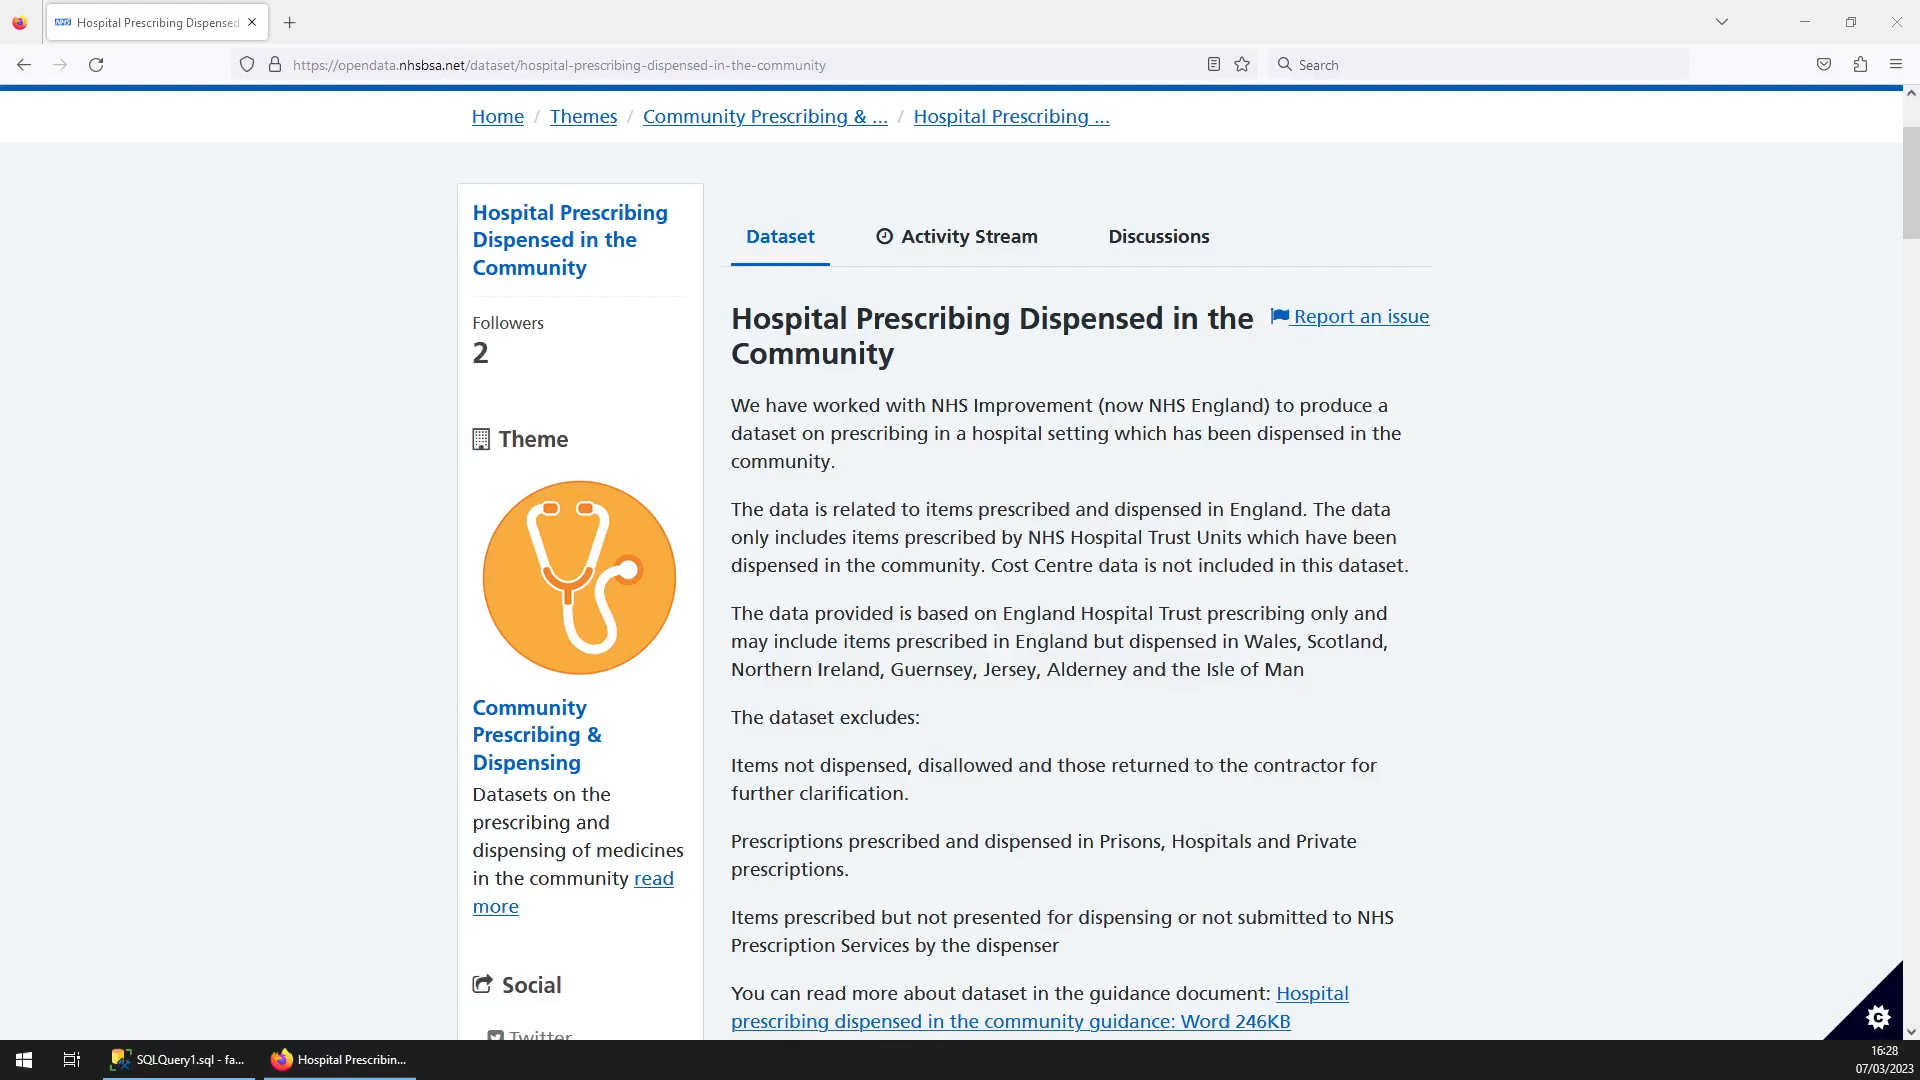 NHS Hospital Prescribing Dispensed
https://opendata.nhsbsa.net/dataset/hospital-prescribing-dispensed-in-the-community
Search
Home / Themes / Community Prescribing & ... / Hospital Prescribing ...
Hospital Prescribing
Dispensed in the
Community
Followers
2
Theme
Community
Prescribing &
Dispensing
Datasets on the
prescribing and
dispensing of medicines
in the community read
more
Social
Twitter
Dataset
Activity Stream
Discussions
Hospital Prescribing Dispensed in the
Community
Report an issue
We have worked with NHS Improvement (now NHS England) to produce a
dataset on prescribing in a hospital setting which has been dispensed in the
community.
The data is related to items prescribed and dispensed in England. The data
only includes items prescribed by NHS Hospital Trust Units which have been
dispensed in the community. Cost Centre data is not included in this dataset.
The data provided is based on England Hospital Trust prescribing only and
may include items prescribed in England but dispensed in Wales, Scotland,
Northern Ireland, Guernsey, Jersey, Alderney and the Isle of Man
The dataset excludes:
Items not dispensed, disallowed and those returned to the contractor for
further clarification.
Prescriptions prescribed and dispensed in Prisons, Hospitals and Private
prescriptions.
Items prescribed but not presented for dispensing or not submitted to NHS
Prescription Services by the dispenser
You can read more about dataset in the guidance document: Hospital
prescribing dispensed in the community guidance: Word 246KB
SQLQuery1.sql - fa...
Hospital Prescribin...
16:28
07/03/2023